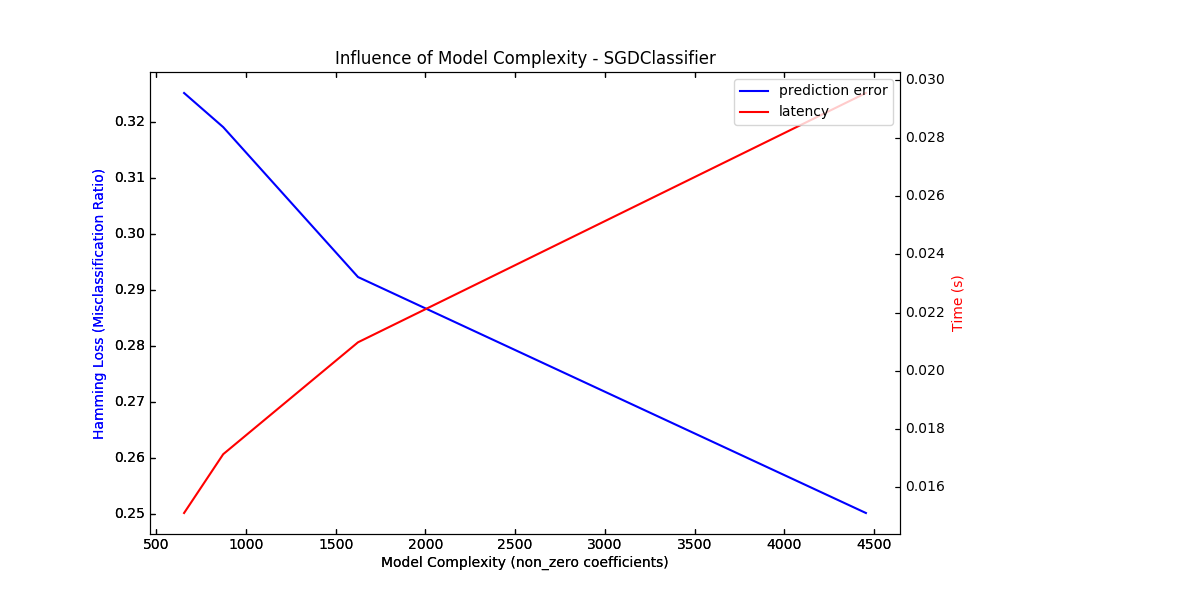 Influence of Model Complexity - SGDClassifier
prediction error
latency
0.32
0.31
0.30
0.29
0.28
0.27
0.26
0.25
Hamming Loss (Misclassification Ratio)
0.030
0.028
0.026
0.024
0.022
0.020
0.018
0.016
Time (s)
500 1000 1500 2000 2500 3000 3500 4000 4500
Model Complexity (non_zero coefficients)